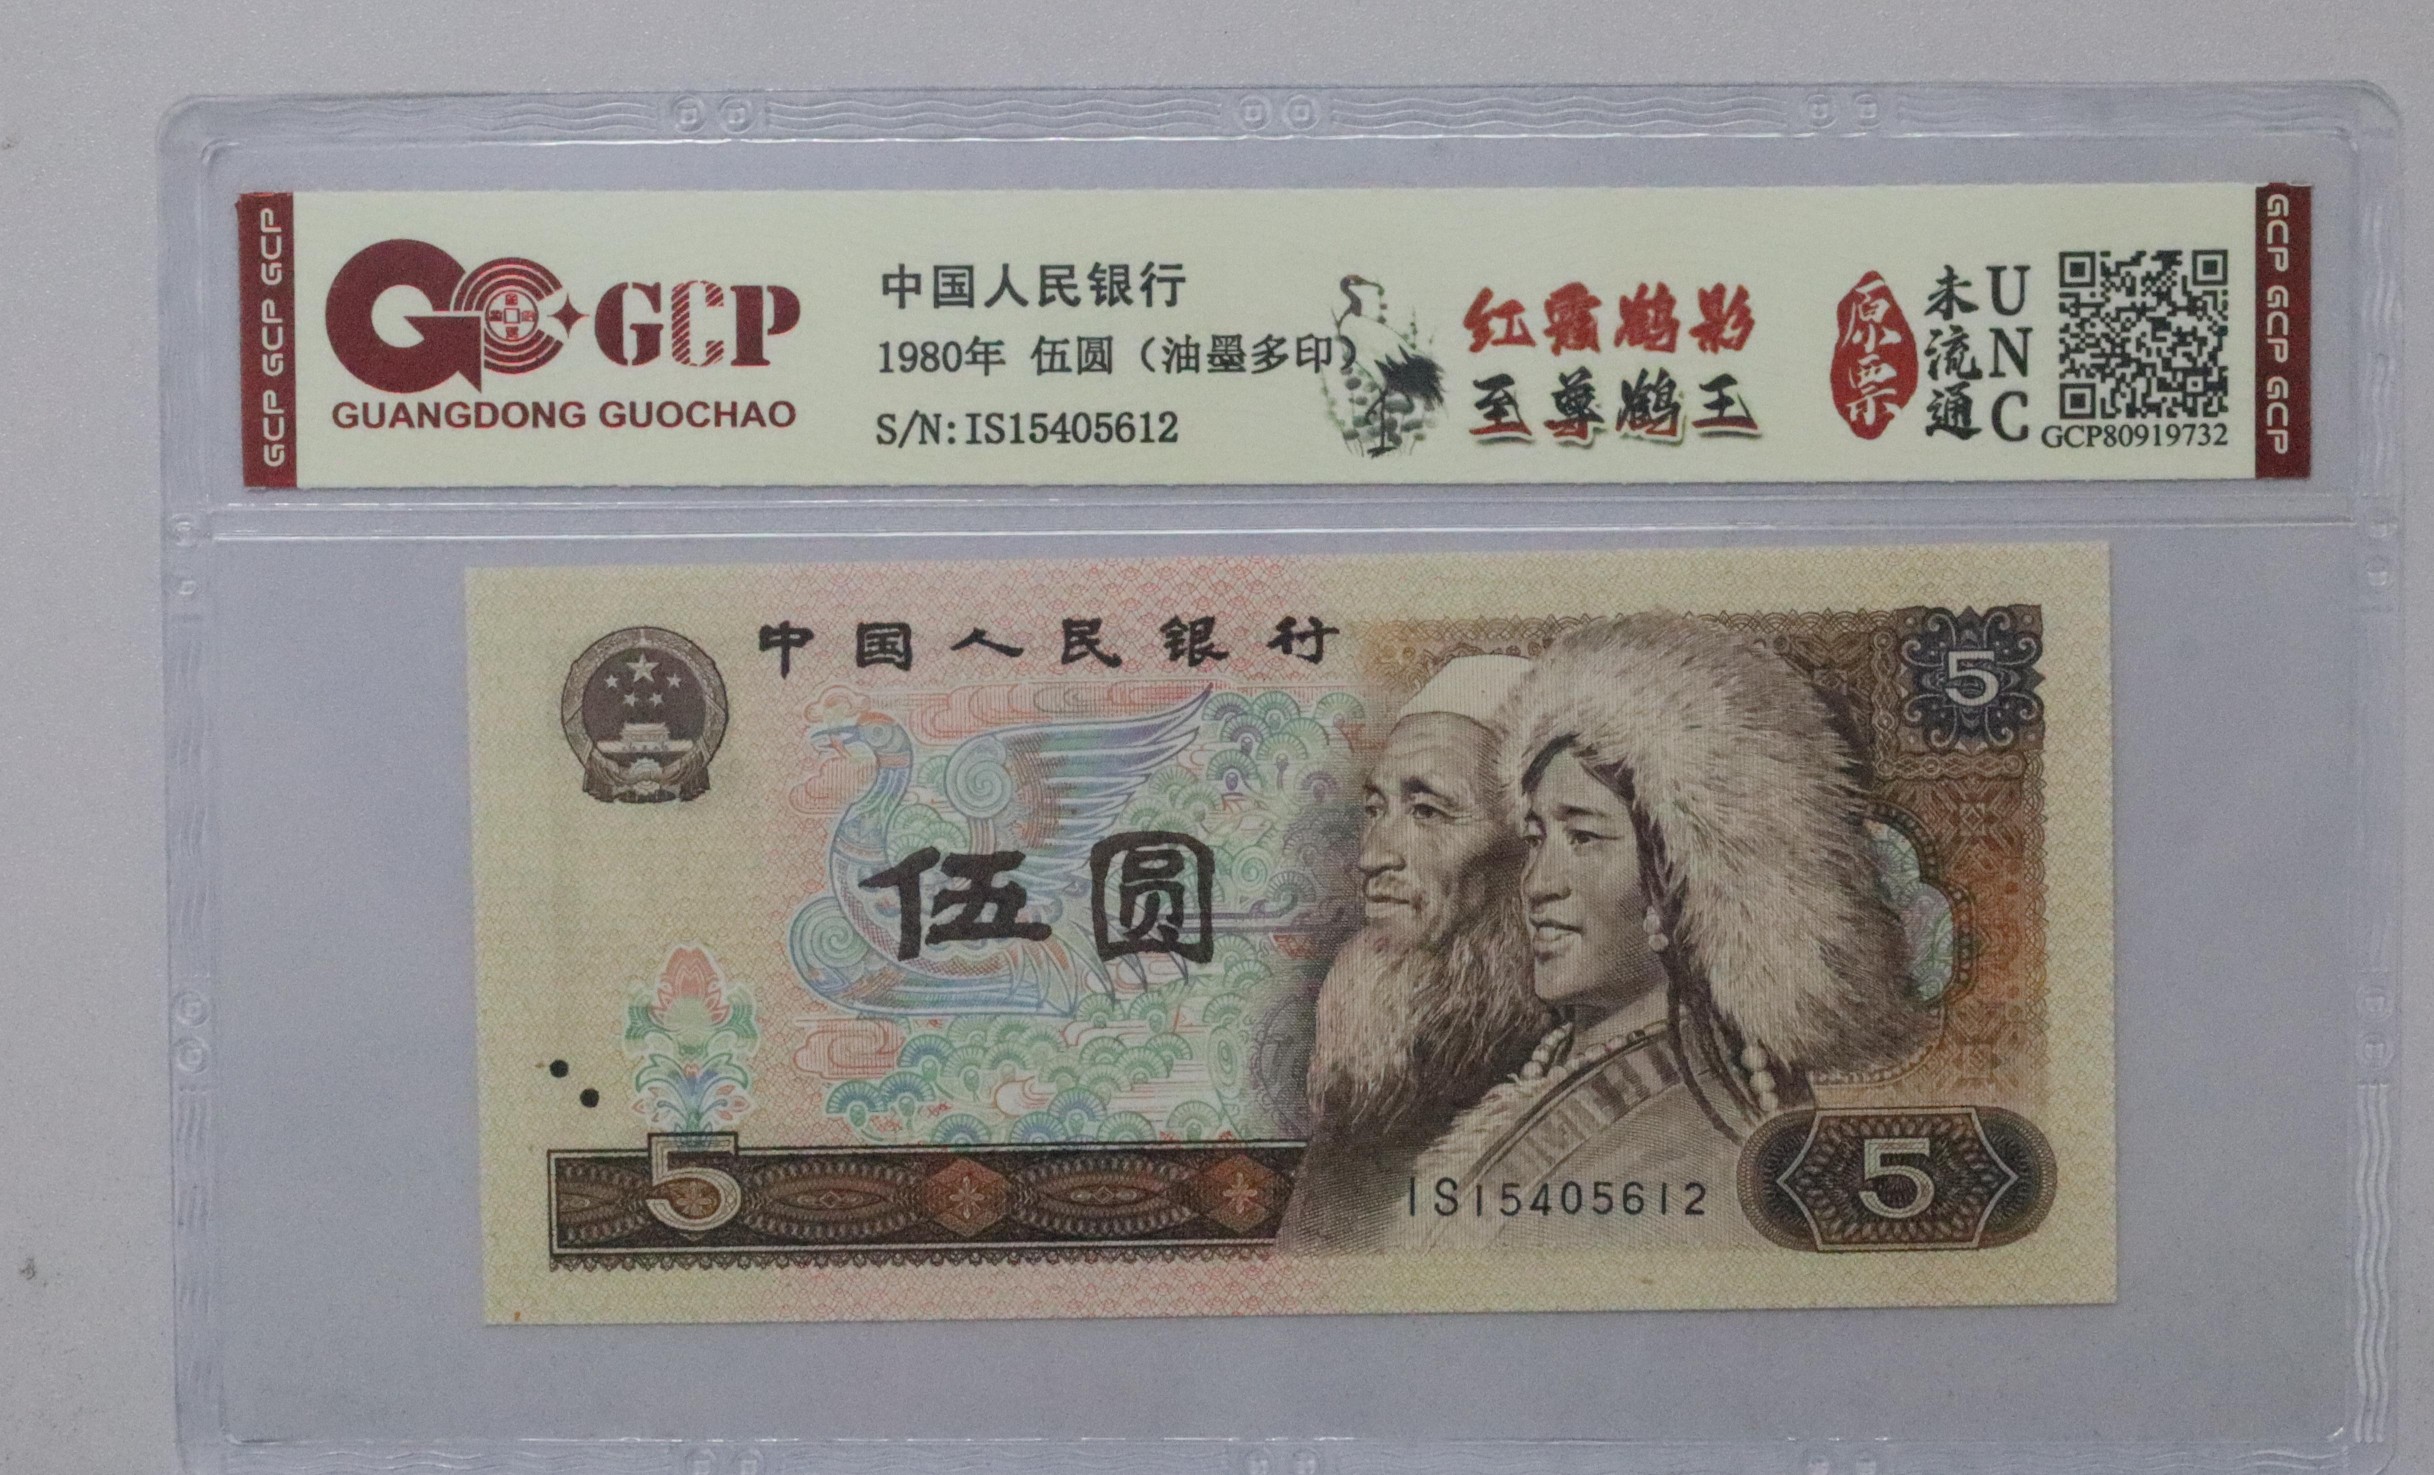 GCP GCP GCP
GCP
GUANGDONG GUOCHAO
中国人民银行
1980年 伍圆（油墨多印）
S/N:IS15405612
红霞鹤影
至尊鹤王
原票
未流通
UNC
GCP80919732
GCP GCP GCP
中国人民银行
5
伍圆
5
IS15405612
5